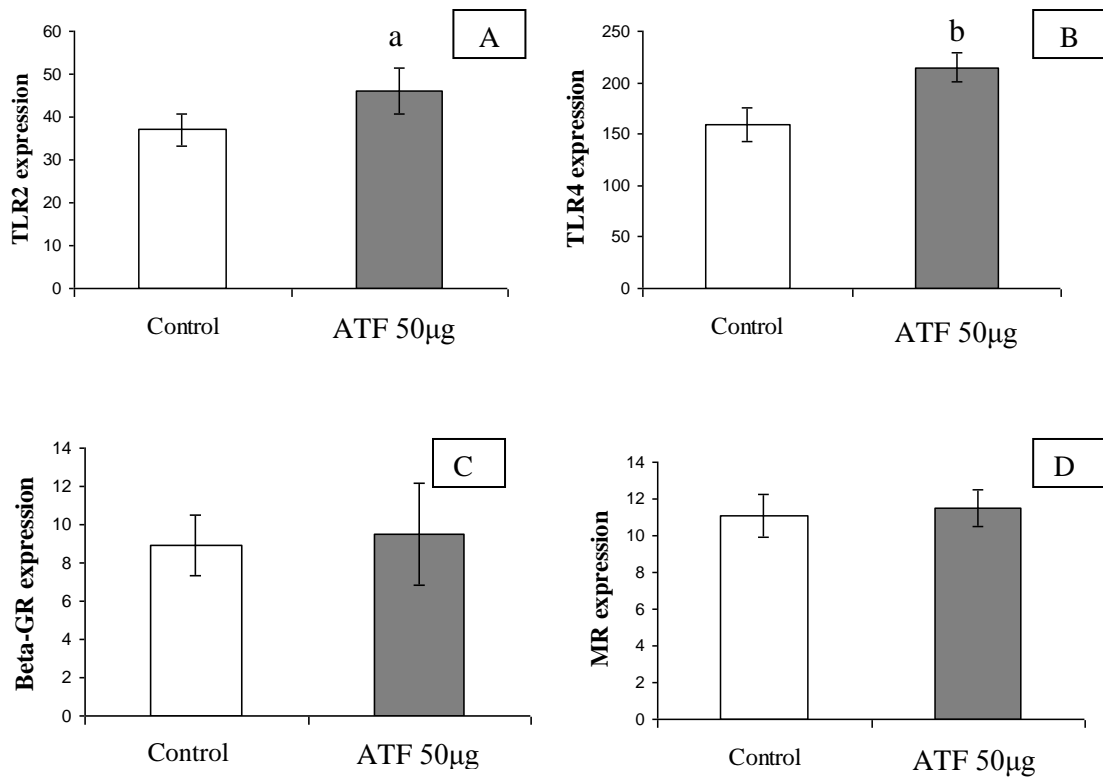 A
a
TLR2 expression
60
50
40
30
20
10
0
Control
ATF 50μg
B
b
TLR4 expression
250
200
150
100
50
0
Control
ATF 50μg
C
Beta-GR expression
14
12
10
8
6
4
2
0
Control
ATF 50μg
D
MR expression
14
12
10
8
6
4
2
0
Control
ATF 50μg